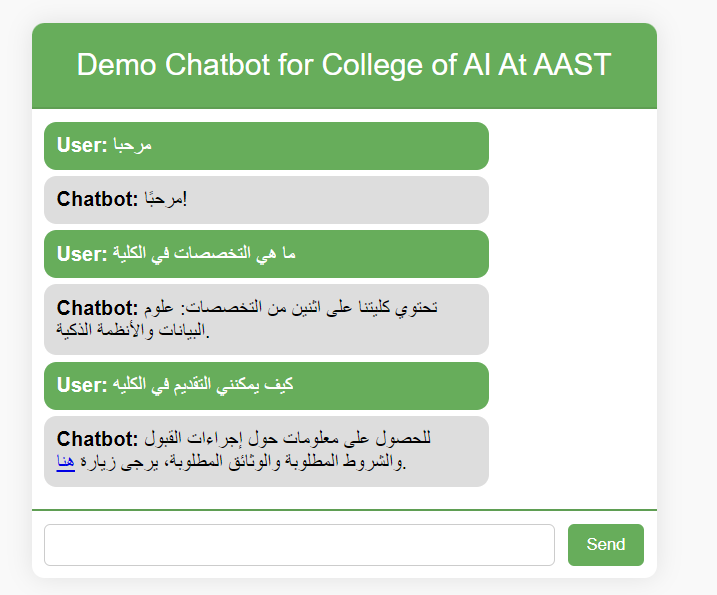 Demo Chatbot for College of AI At AAST
User: مرحبا
Chatbot: مرحبًا!
User: ما هي التخصصات في الكلية
Chatbot: تحتوي كليتنا على اثنين من التخصصات: علوم
البيانات والأنظمة الذكية.
User: كيف يمكنني التقديم في الكليه
Chatbot: للحصول على معلومات حول إجراءات القبول
والشروط المطلوبة والوثائق المطلوبة، يرجى زيارة هنا.
Send